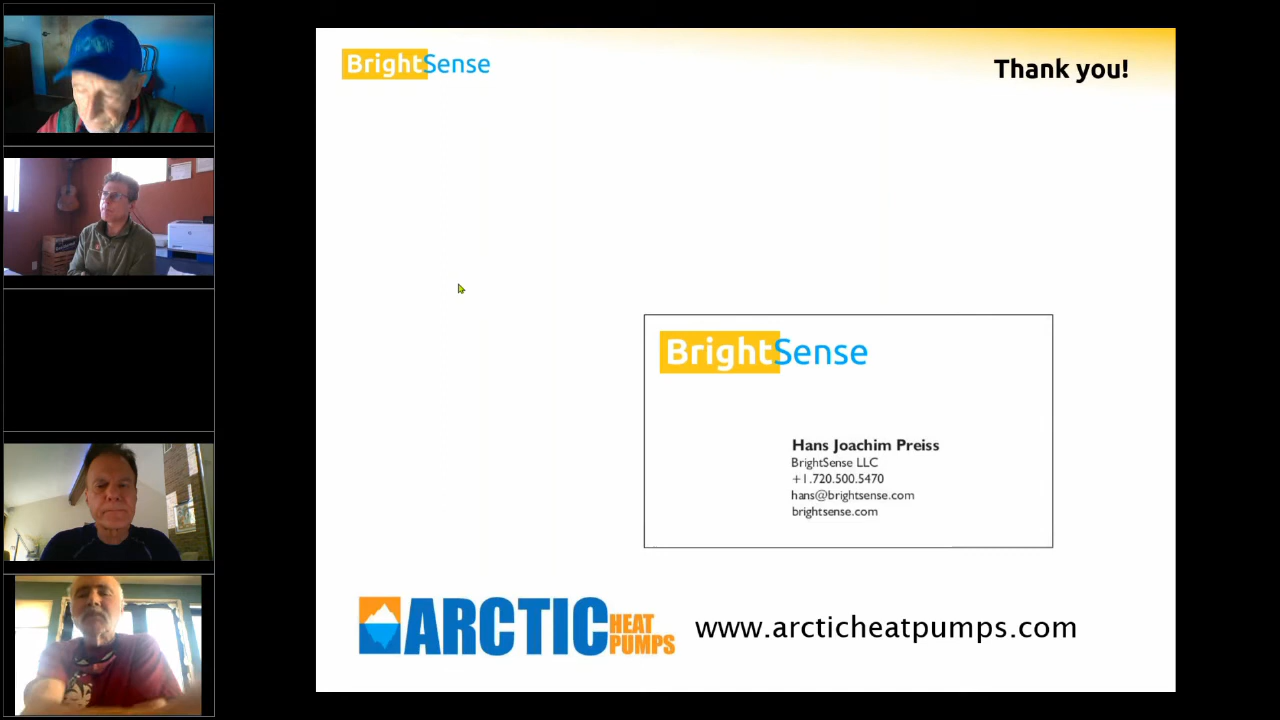 BrightSense
Thank you!
BrightSense
Hans Joachim Preiss
BrightSense LLC
+1.720.500.5470
hans@brightsense.com
brightsense.com
ARCTIC HEAT PUMPS
www.arcticheatpumps.com